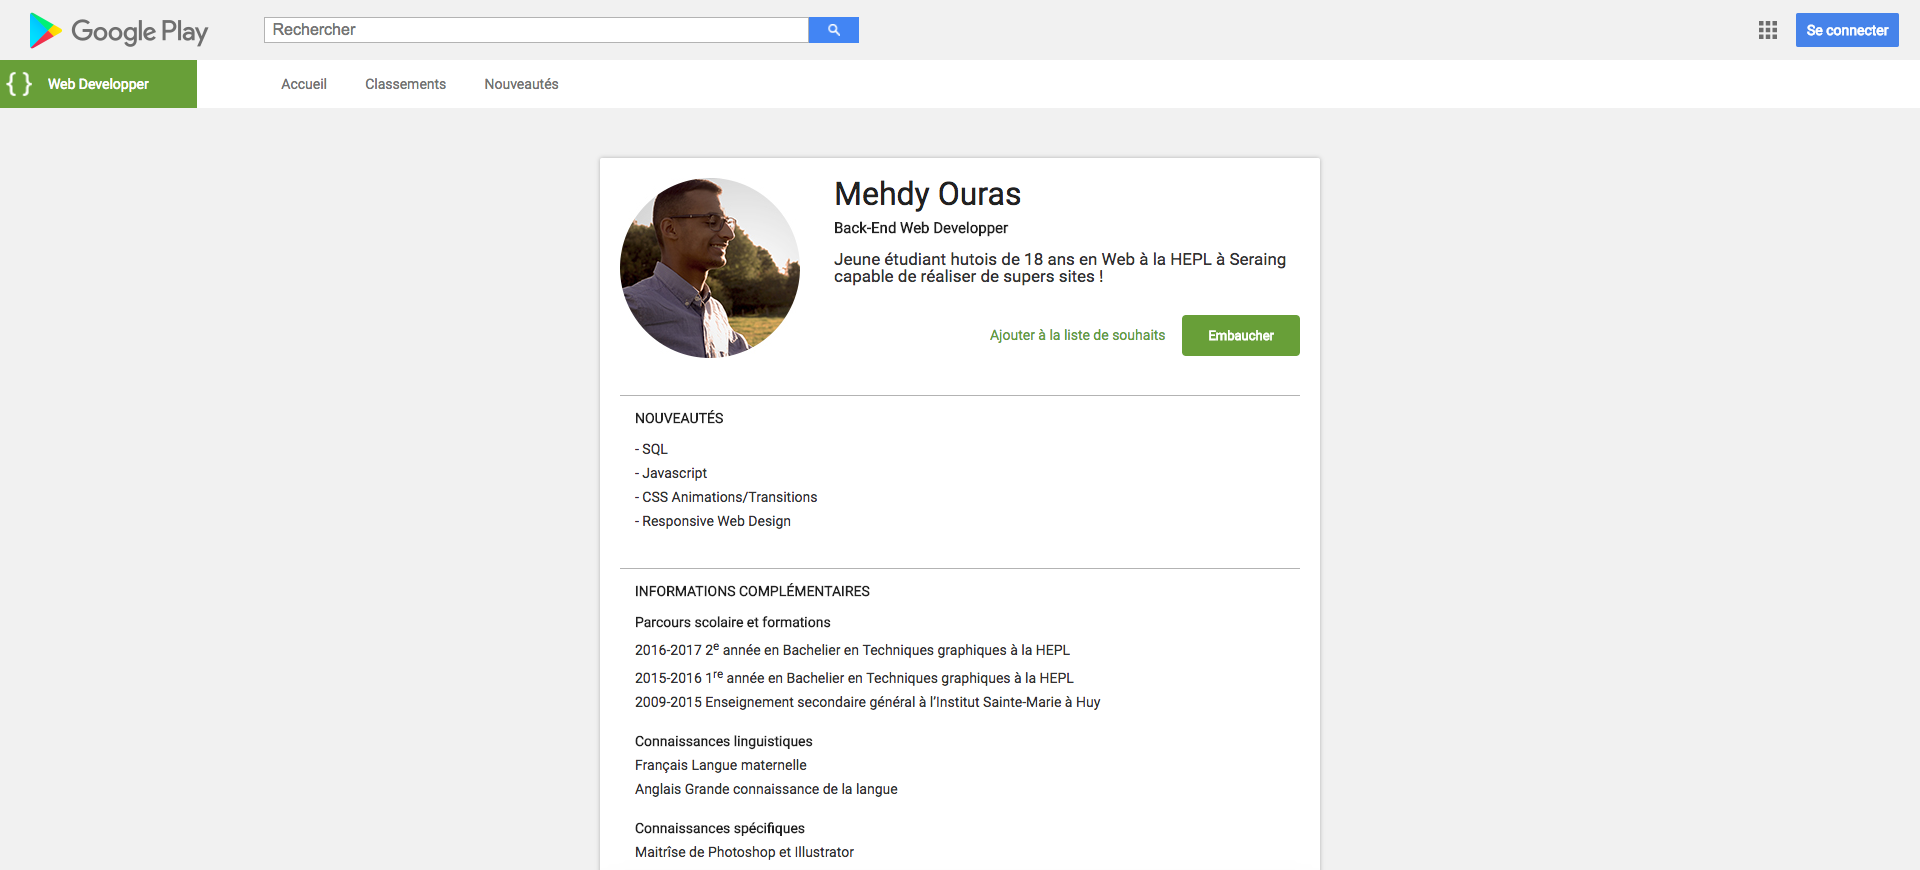 Google Play
Rechercher
Se connecter
{ } Web Developper
Accueil
Classements
Nouveautés
Mehdy Ouras
Back-End Web Developper
Jeune étudiant hutois de 18 ans en Web à la HEPL à Seraing
capable de réaliser de supers sites !
Ajouter à la liste de souhaits
Embaucher
NOUVEAUTÉS
- SQL
- Javascript
- CSS Animations/Transitions
- Responsive Web Design
INFORMATIONS COMPLÉMENTAIRES
Parcours scolaire et formations
2016-2017 2e année en Bachelier en Techniques graphiques à la HEPL
2015-2016 1re année en Bachelier en Techniques graphiques à la HEPL
2009-2015 Enseignement secondaire général à l’Institut Sainte-Marie à Huy
Connaissances linguistiques
Français Langue maternelle
Anglais Grande connaissance de la langue
Connaissances spécifiques
Maitrîse de Photoshop et Illustrator